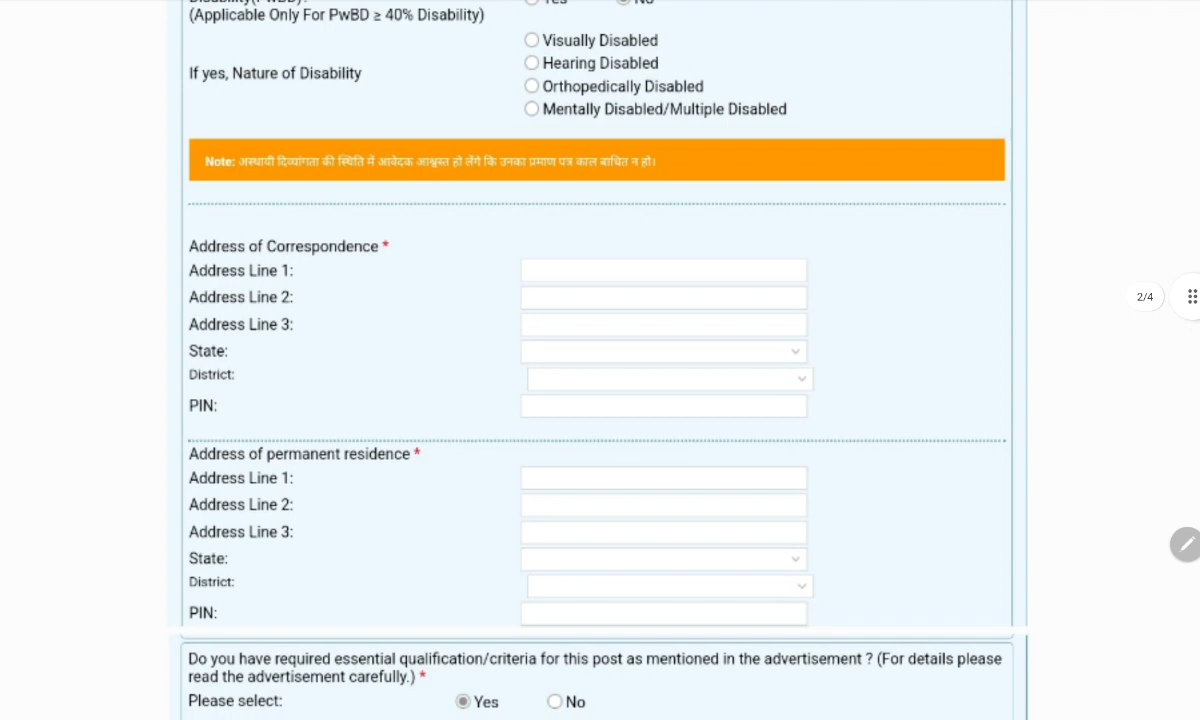 Yes No
(Applicable Only For PwBD ≥ 40% Disability)
Visually Disabled
Hearing Disabled
If yes, Nature of Disability
Orthopedically Disabled
Mentally Disabled/Multiple Disabled
Note: अस्थायी दिव्यांगता की स्थिति में आवेदक आश्वस्त हो लेंगे कि उनका प्रमाण पत्र काल बाधित न हो।
Address of Correspondence *
Address Line 1:
Address Line 2:
2/4
Address Line 3:
State:
District:
PIN:
Address of permanent residence *
Address Line 1:
Address Line 2:
Address Line 3:
State:
District:
PIN:
Do you have required essential qualification/criteria for this post as mentioned in the advertisement ? (For details please
read the advertisement carefully.) *
Please select: Yes No